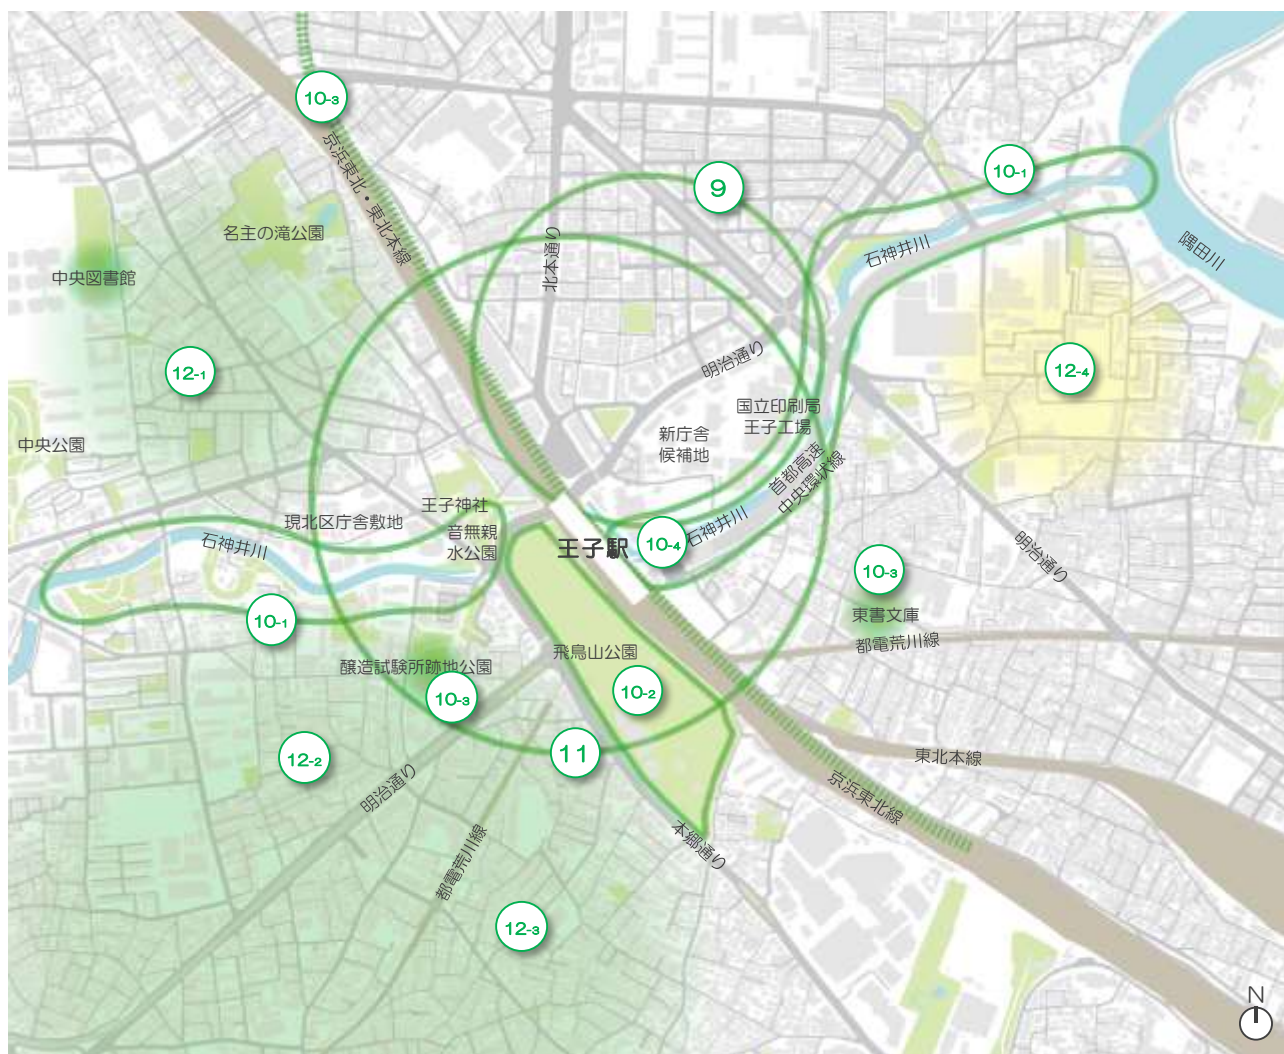 10-3
京浜東北・東北本線
9
10-1
名主の滝公園
北本通り
石神井川
隅田川
中央図書館
12-1
明治通り
12-4
国立印刷局
王子工場
新庁舎
候補地
中央公園
首都高速
中央環状線
王子神社
現北区庁舎敷地
音無親
水公園
石神井川
王子駅
10-4
石神井川
明治通り
10-3
東書文庫
都電荒川線
10-1
飛鳥山公園
醸造試験所跡地公園
10-3
10-2
11
12-2
東北本線
明治通り
京浜東北線
都電荒川線
本郷通り
12-3
N